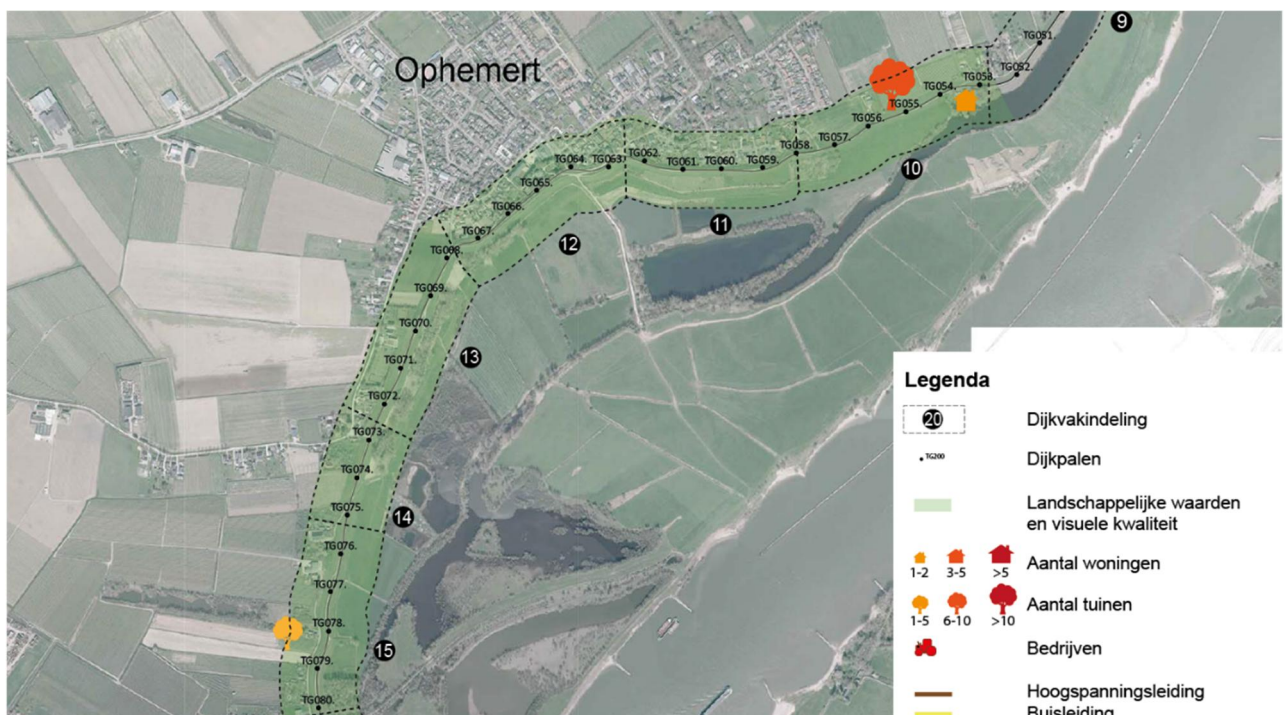 9
TG051.
TG052.
Ophemert
TG053.
TG054.
TG055.
TG056.
TG057.
TG058.
10
TG059.
TG060.
TG061.
TG062.
11
TG063.
TG064.
TG065.
TG066.
TG067.
12
TG068.
TG069.
TG070.
TG071.
TG072.
13
TG073.
TG074.
TG075.
14
TG076.
TG077.
TG078.
TG079.
TG080.
15
Legenda
20 Dijkvakindeling
TG200 Dijkpalen
Landschappelijke waarden
en visuele kwaliteit
Aantal woningen
1-2 3-5 >5
Aantal tuinen
1-5 6-10 >10
Bedrijven
Hoogspanningsleiding
Buisleiding